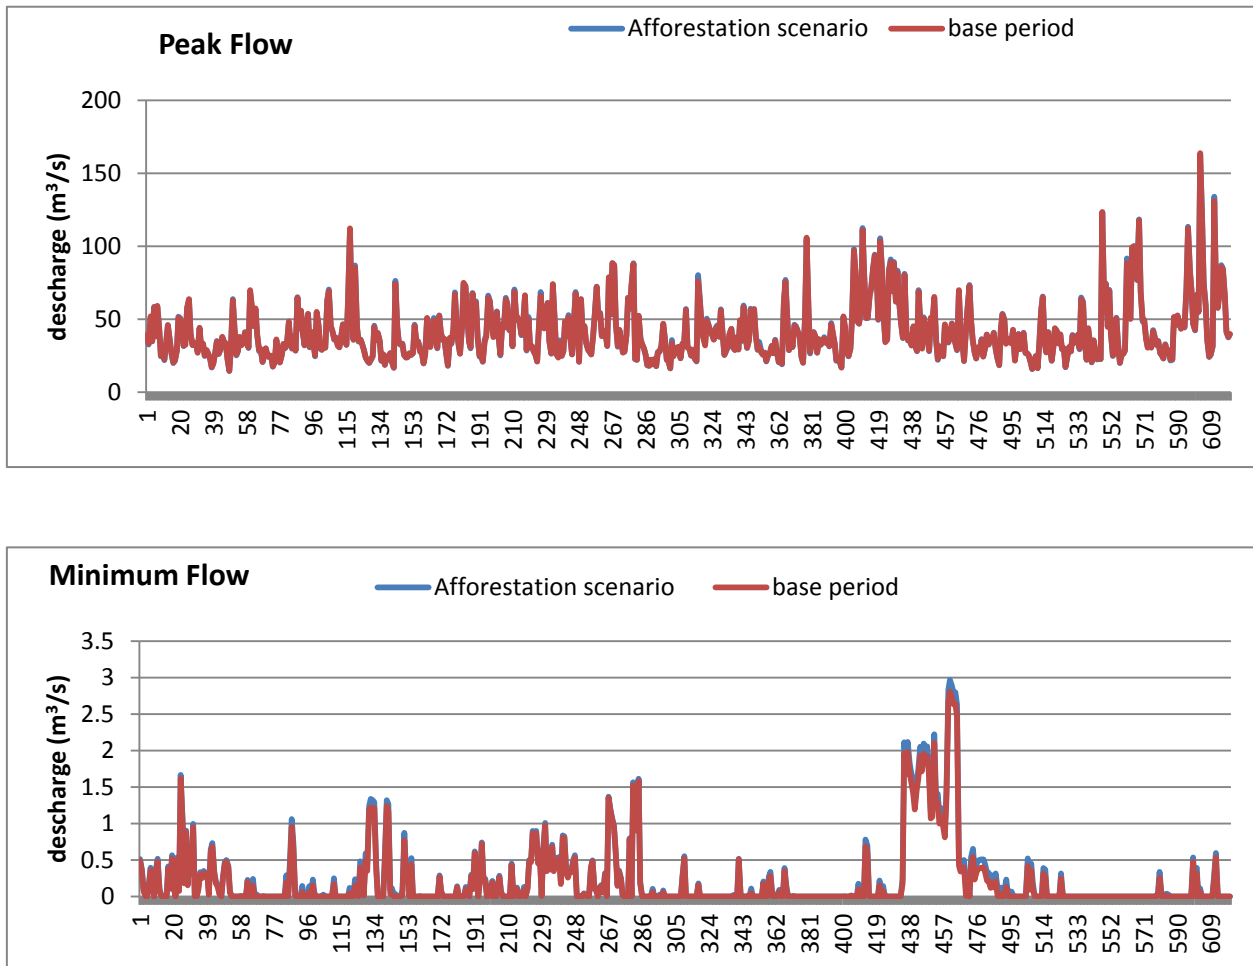 Peak Flow
Afforestation scenario base period
descharge (m³/s)
200
150
100
50
0
1 20 39 58 77 96 115 134 153 172 191 210 229 248 267 286 305 324 343 362 381 400 419 438 457 476 495 514 533 552 571 590 609
Minimum Flow
Afforestation scenario base period
descharge (m³/s)
3.5
3
2.5
2
1.5
1
0.5
0
1 20 39 58 77 96 115 134 153 172 191 210 229 248 267 286 305 324 343 362 381 400 419 438 457 476 495 514 533 552 571 590 609